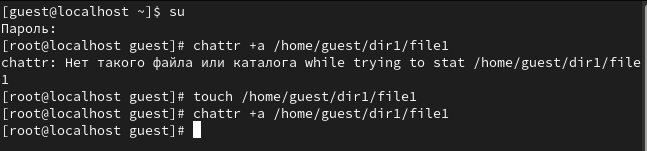 [guest@localhost ~]$ su
Пароль:
[root@localhost guest]# chattr +a /home/guest/dir1/file1
chattr: Нет такого файла или каталога while trying to stat /home/guest/dir1/file
1
[root@localhost guest]# touch /home/guest/dir1/file1
[root@localhost guest]# chattr +a /home/guest/dir1/file1
[root@localhost guest]#